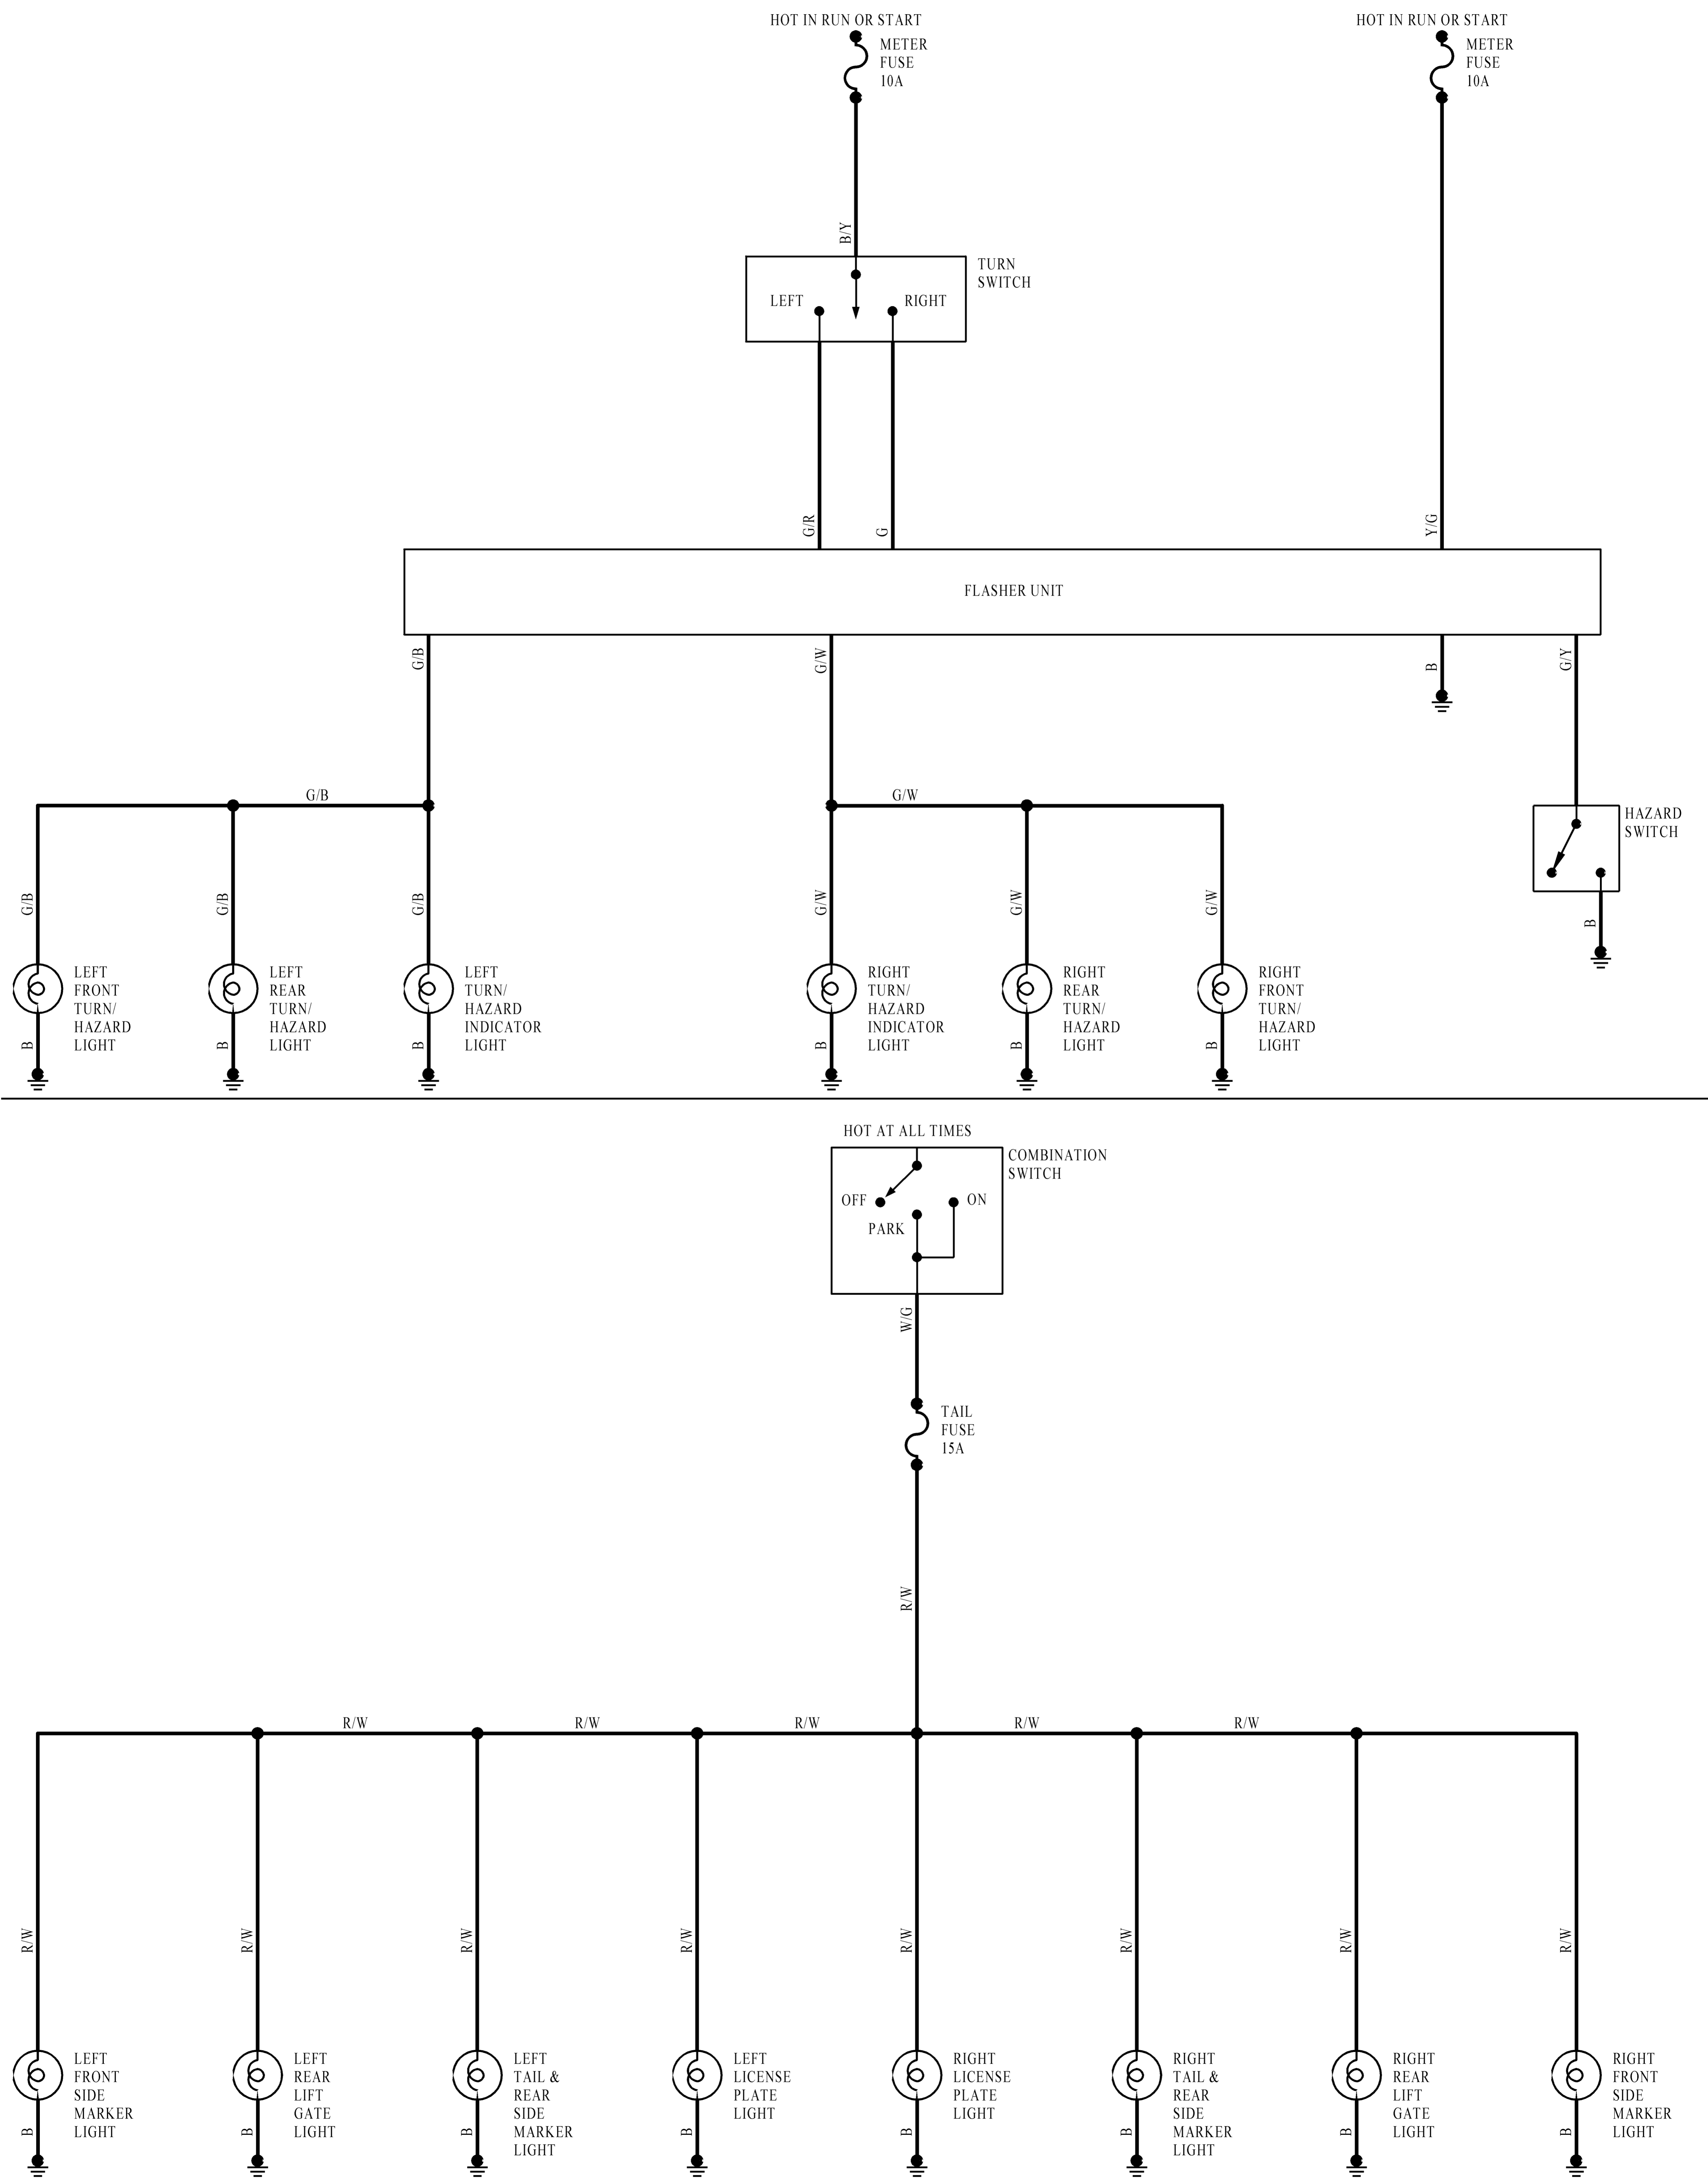 HOT IN RUN OR START
METER
FUSE
10A
HOT IN RUN OR START
METER
FUSE
10A
B/Y
TURN
SWITCH
LEFT
RIGHT
G/R
G
Y/G
FLASHER UNIT
G/B
G/W
B
G/Y
G/B
G/W
HAZARD
SWITCH
G/B
G/B
G/B
G/W
G/W
G/W
B
LEFT
FRONT
TURN/
HAZARD
LIGHT
LEFT
REAR
TURN/
HAZARD
LIGHT
LEFT
TURN/
HAZARD
INDICATOR
LIGHT
RIGHT
TURN/
HAZARD
INDICATOR
LIGHT
RIGHT
REAR
TURN/
HAZARD
LIGHT
RIGHT
FRONT
TURN/
HAZARD
LIGHT
B
B
B
B
B
B
HOT AT ALL TIMES
COMBINATION
SWITCH
OFF
ON
PARK
W/G
TAIL
FUSE
15A
R/W
R/W
R/W
R/W
R/W
R/W
R/W
R/W
R/W
R/W
R/W
R/W
R/W
R/W
LEFT
FRONT
SIDE
MARKER
LIGHT
LEFT
REAR
LIFT
GATE
LIGHT
LEFT
TAIL &
REAR
SIDE
MARKER
LIGHT
LEFT
LICENSE
PLATE
LIGHT
RIGHT
LICENSE
PLATE
LIGHT
RIGHT
TAIL &
REAR
SIDE
MARKER
LIGHT
RIGHT
REAR
LIFT
GATE
LIGHT
RIGHT
FRONT
SIDE
MARKER
LIGHT
B
B
B
B
B
B
B
B